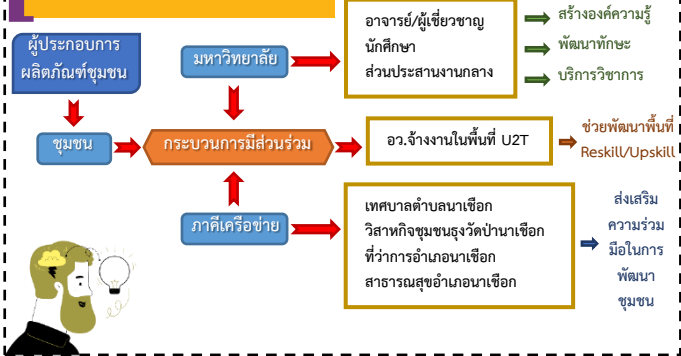 ผู้ประกอบการ
ผลิตภัณฑ์ชุมชน
มหาวิทยาลัย
อาจารย์/ผู้เชี่ยวชาญ
นักศึกษา
ส่วนประสานงานกลาง
สร้างองค์ความรู้
พัฒนาทักษะ
บริการวิชาการ
ชุมชน
กระบวนการมีส่วนร่วม
อว.จ้างงานในพื้นที่ U2T
ช่วยพัฒนาพื้นที่
Reskill/Upskill
ภาคีเครือข่าย
เทศบาลตำบลนาเชือก
วิสาหกิจชุมชนธุงวัดป่านาเชือก
ที่ว่าการอำเภอนาเชือก
สาธารณสุขอำเภอนาเชือก
ส่งเสริม
ความร่วม
มือในการ
พัฒนา
ชุมชน